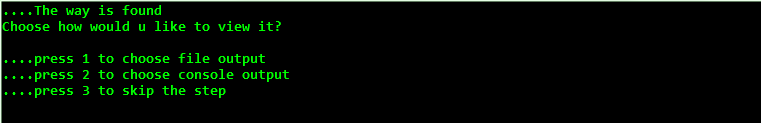 ....The way is found
Choose how would u like to view it?
....press 1 to choose file output
....press 2 to choose console output
....press 3 to skip the step